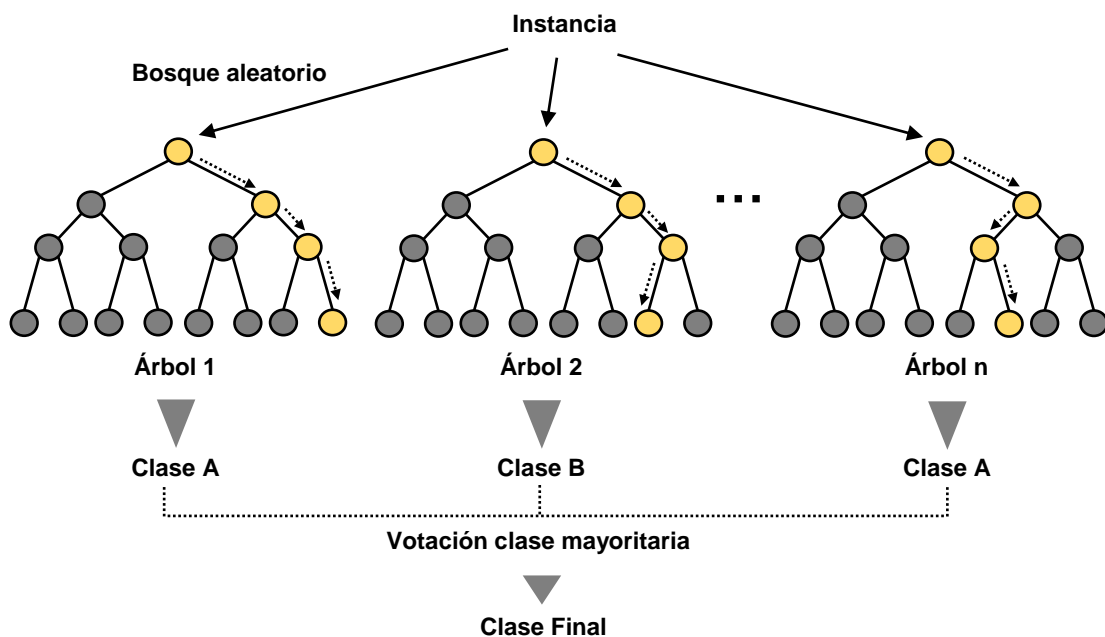 Instancia
Bosque aleatorio
...
Árbol 1
Árbol 2
Árbol n
Clase A
Clase B
Clase A
Votación clase mayoritaria
Clase Final